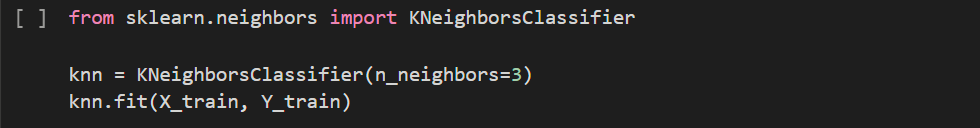 [ ] from sklearn.neighbors import KNeighborsClassifier
knn = KNeighborsClassifier(n_neighbors=3)
knn.fit(X_train, Y_train)